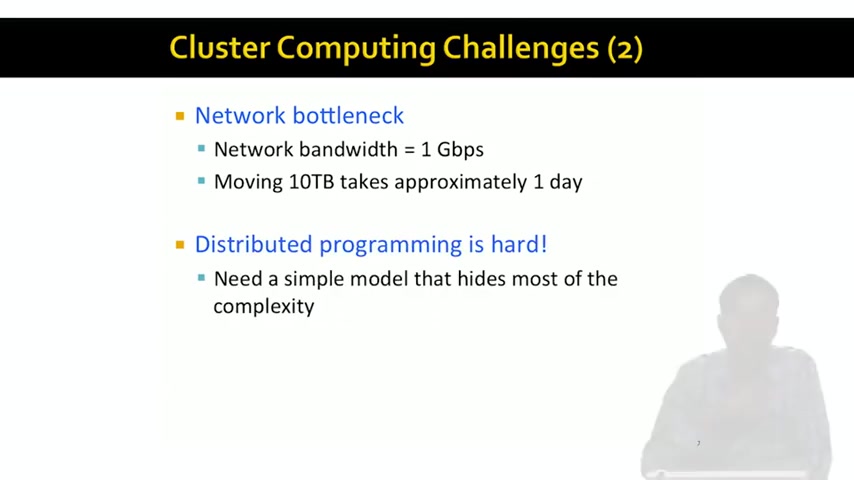 Cluster Computing Challenges (2)
Network bottleneck
Network bandwidth = 1 Gbps
Moving 10TB takes approximately 1 day
Distributed programming is hard!
Need a simple model that hides most of the
complexity
7